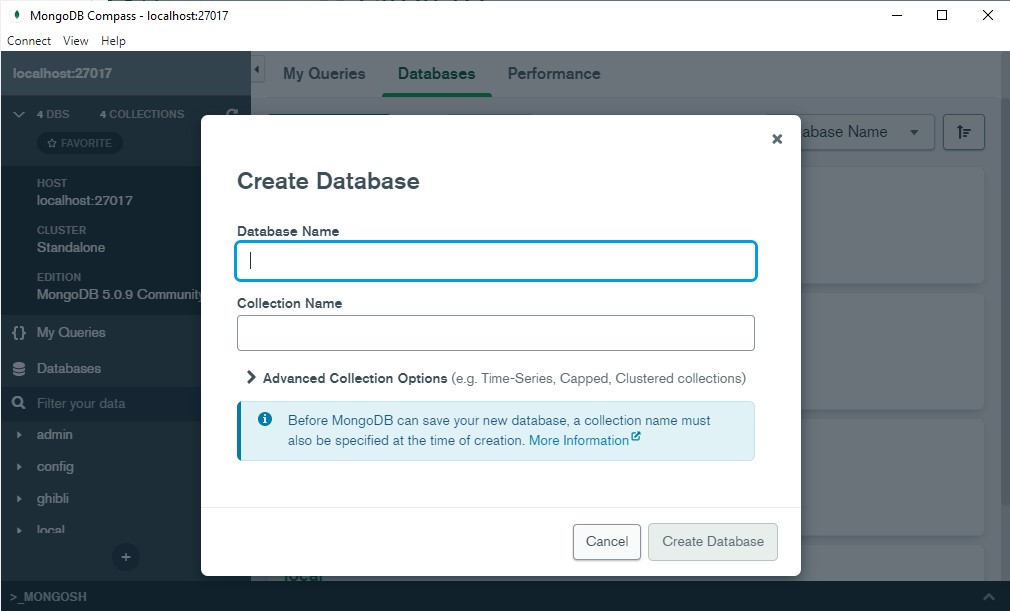 MongoDB Compass - localhost:27017
Connect View Help
localhost:27017
My Queries Databases Performance
4 DBS 4 COLLECTIONS
FAVORITE
HOST
localhost:27017
CLUSTER
Standalone
EDITION
MongoDB 5.0.9 Community
{} My Queries
Databases
Filter your data
admin
config
ghibli
local
+
>_MONGOSH
Name
Create Database
Database Name
Collection Name
Advanced Collection Options (e.g. Time-Series, Capped, Clustered collections)
Before MongoDB can save your new database, a collection name must
also be specified at the time of creation. More Information
Cancel Create Database
local